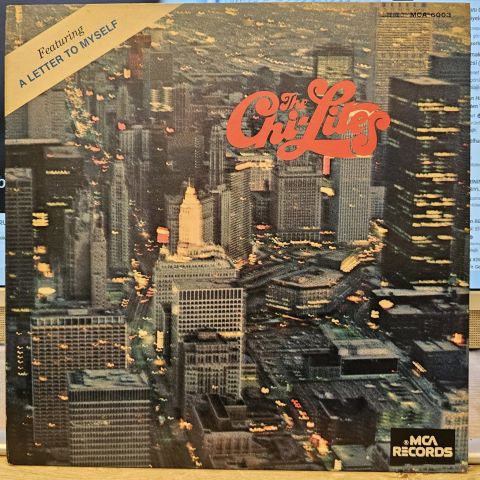 Featuring
A LETTER TO MYSELF
MCA-6003
The
Chi-Lites
MCA
RECORDS